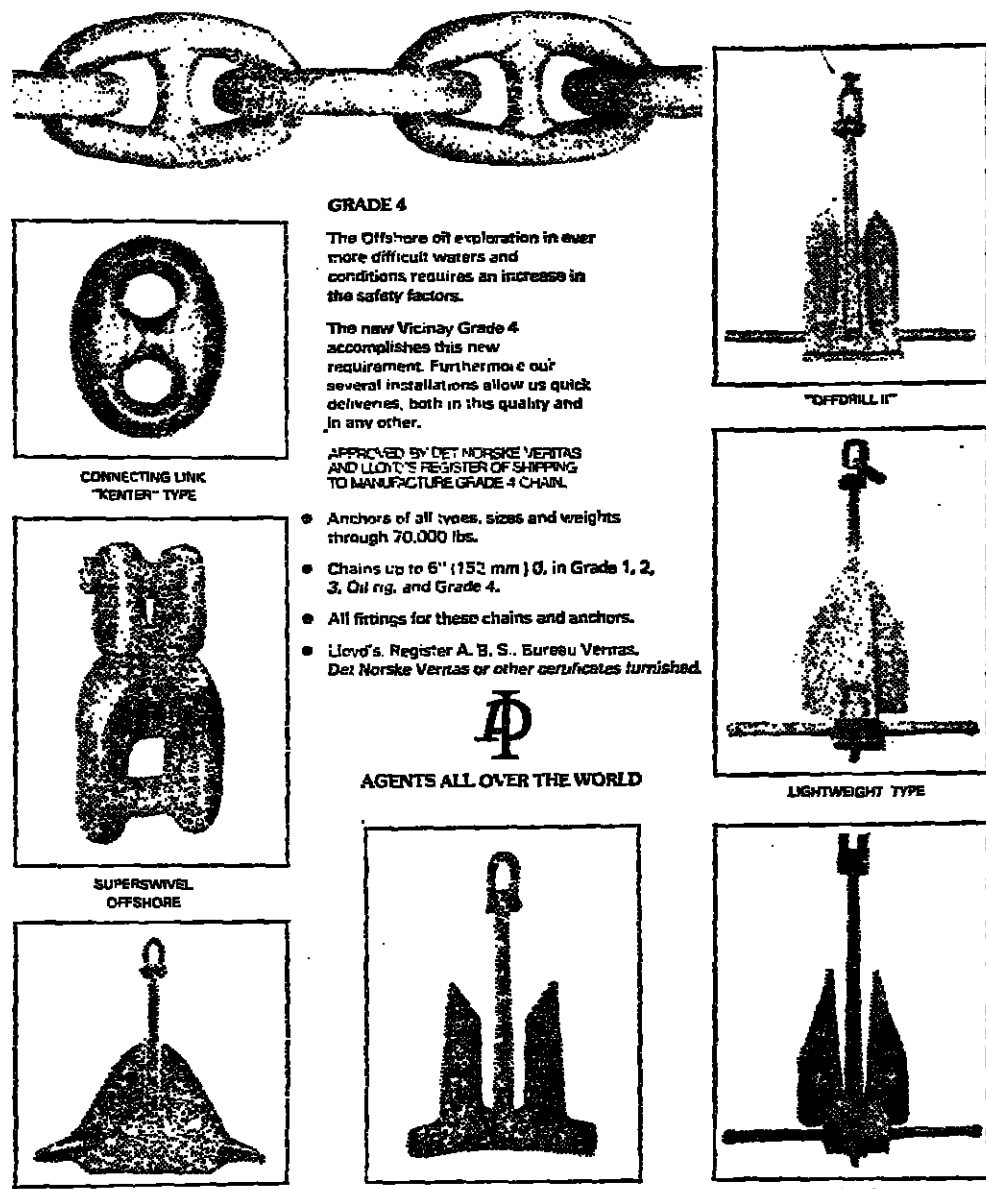 GRADE 4
The Offshore oil exploration in ever
more difficult waters and
conditions requires an increase in
the safety factors.
The new Vicinay Grade 4
accomplishes this new
requirement. Furthermore our
several installations allow us quick
deliveries, both in this quality and
in any other.
APPROVED BY DET NORSKE VERITAS
AND LLOYD'S REGISTER OF SHIPPING
TO MANUFACTURE GRADE 4 CHAIN.
• Anchors of all types, sizes and weights
through 70.000 lbs.
• Chains up to 6" (152 mm) Ø, in Grade 1, 2,
3, Oil rig, and Grade 4.
• All fittings for these chains and anchors.
• Lloyd's. Register A. B. S., Bureau Veritas,
Det Norske Veritas or other certificates furnished.
AGENTS ALL OVER THE WORLD
CONNECTING LINK
"KENTER" TYPE
SUPERSWIVEL
OFFSHORE
"OFFDRILL II"
LIGHTWEIGHT TYPE